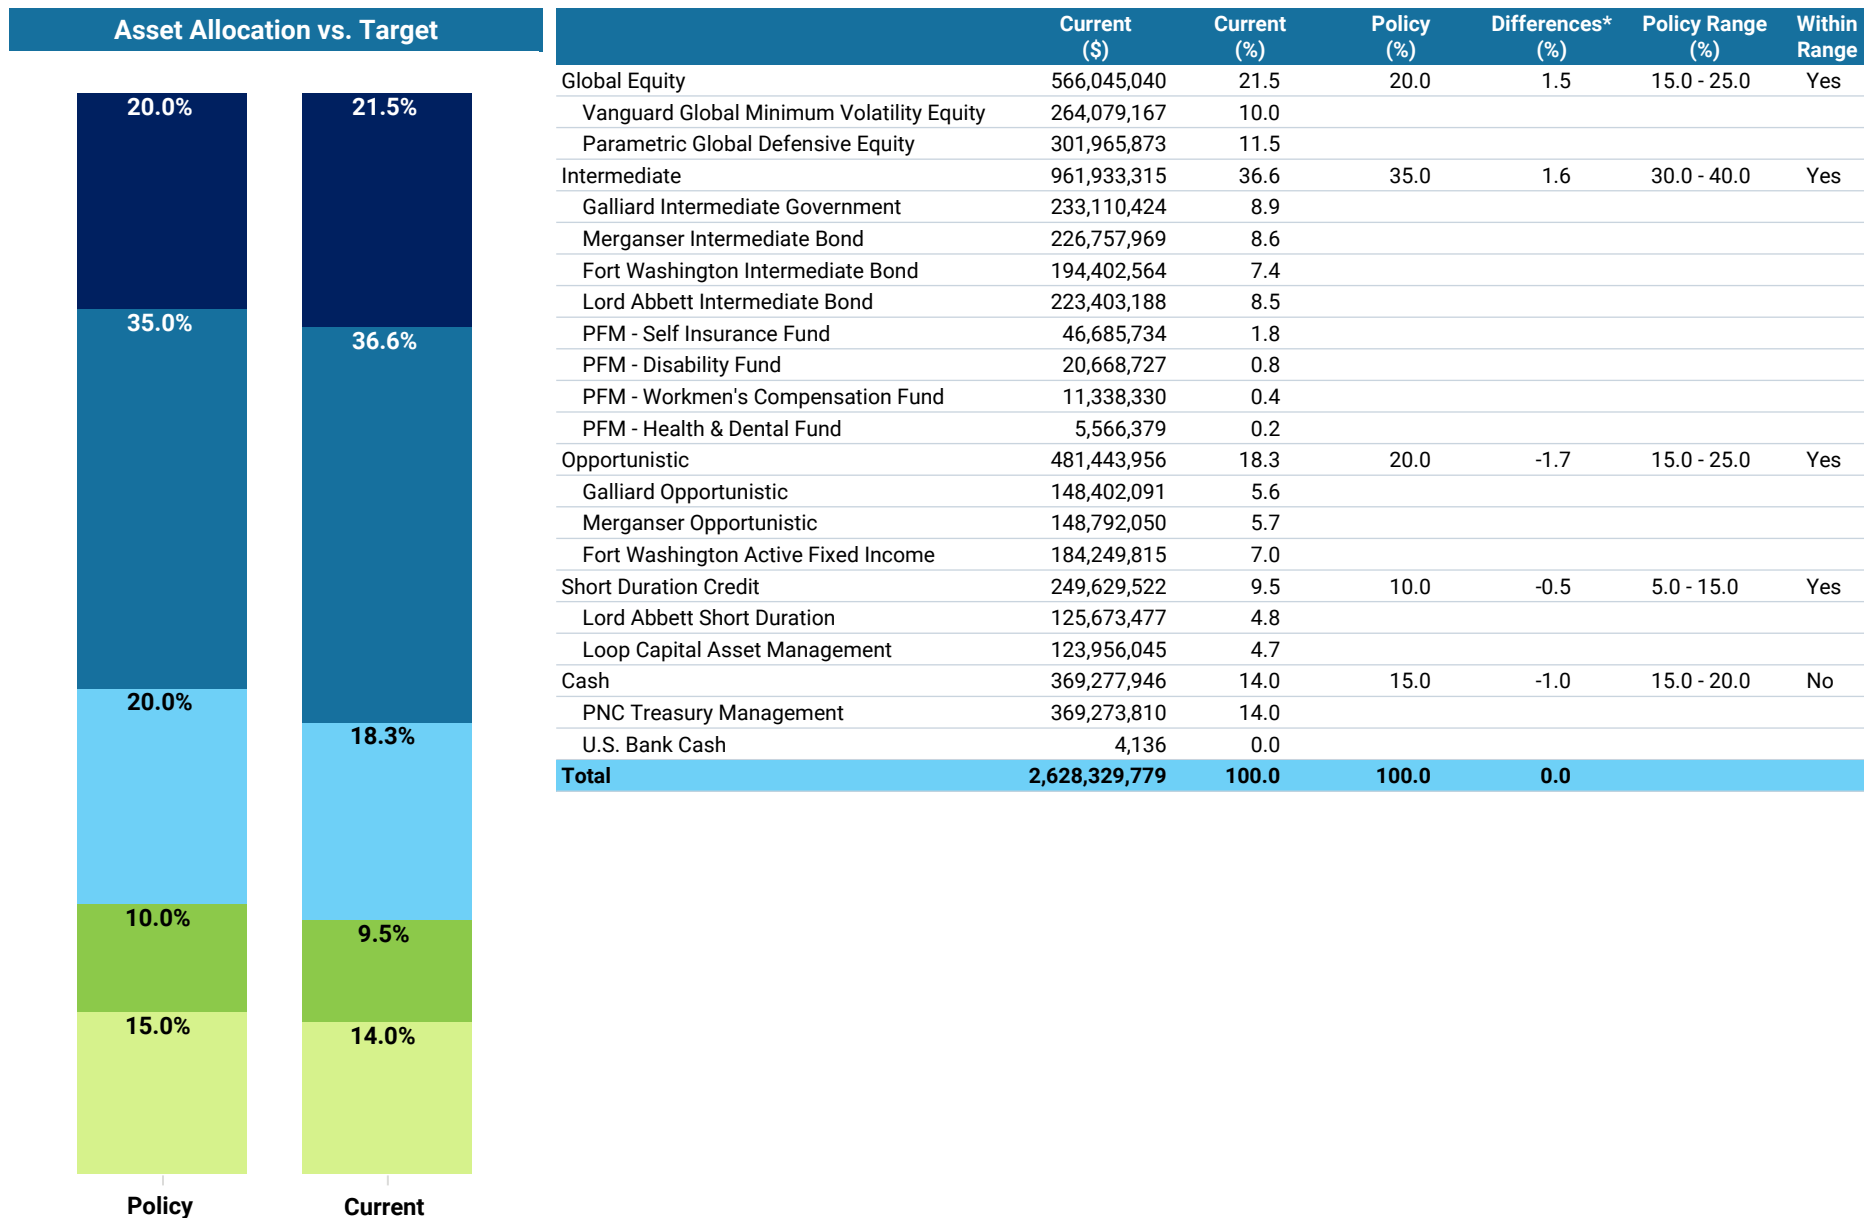 Asset Allocation vs. Target
20.0%
35.0%
20.0%
10.0%
15.0%
Policy
21.5%
36.6%
18.3%
9.5%
14.0%
Current
Current ($) Current (%) Policy (%) Differences* (%) Policy Range (%) Within Range
Global Equity 566,045,040 21.5 20.0 1.5 15.0 - 25.0 Yes
Vanguard Global Minimum Volatility Equity 264,079,167 10.0
Parametric Global Defensive Equity 301,965,873 11.5
Intermediate 961,933,315 36.6 35.0 1.6 30.0 - 40.0 Yes
Galliard Intermediate Government 233,110,424 8.9
Merganser Intermediate Bond 226,757,969 8.6
Fort Washington Intermediate Bond 194,402,564 7.4
Lord Abbett Intermediate Bond 223,403,188 8.5
PFM - Self Insurance Fund 46,685,734 1.8
PFM - Disability Fund 20,668,727 0.8
PFM - Workmen's Compensation Fund 11,338,330 0.4
PFM - Health & Dental Fund 5,566,379 0.2
Opportunistic 481,443,956 18.3 20.0 -1.7 15.0 - 25.0 Yes
Galliard Opportunistic 148,402,091 5.6
Merganser Opportunistic 148,792,050 5.7
Fort Washington Active Fixed Income 184,249,815 7.0
Short Duration Credit 249,629,522 9.5 10.0 -0.5 5.0 - 15.0 Yes
Lord Abbett Short Duration 125,673,477 4.8
Loop Capital Asset Management 123,956,045 4.7
Cash 369,277,946 14.0 15.0 -1.0 15.0 - 20.0 No
PNC Treasury Management 369,273,810 14.0
U.S. Bank Cash 4,136 0.0
Total 2,628,329,779 100.0 100.0 0.0